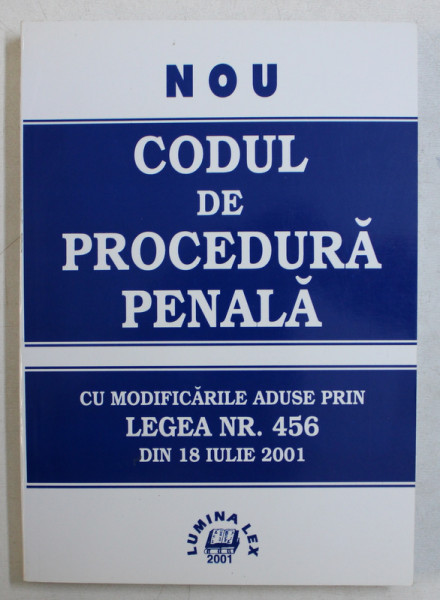 NOU
CODUL
DE
PROCEDURĂ
PENALĂ
CU MODIFICĂRILE ADUSE PRIN
LEGEA NR. 456
DIN 18 IULIE 2001
LUMINA LEX
2001